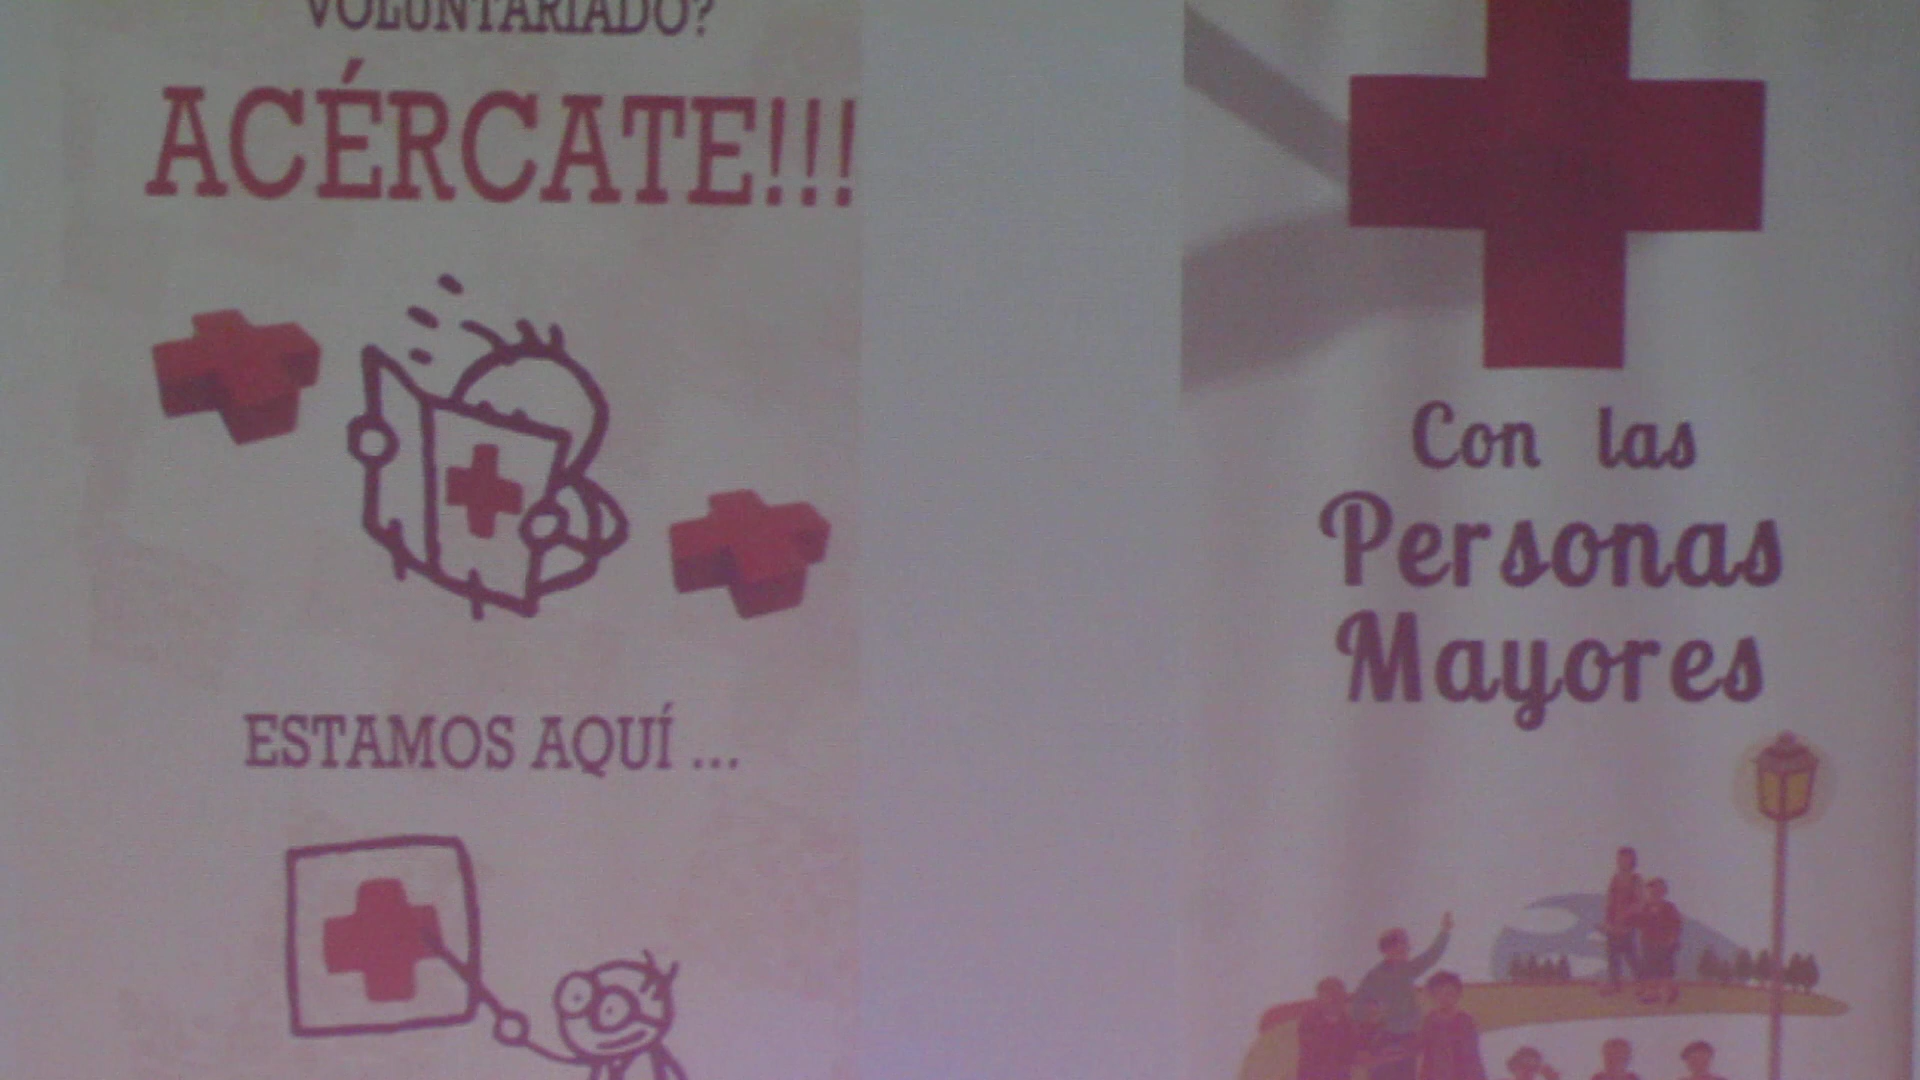 VOLUNTARIADO?
ACÉRCATE!!!
ESTAMOS AQUÍ ...
Con las
Personas
Mayores